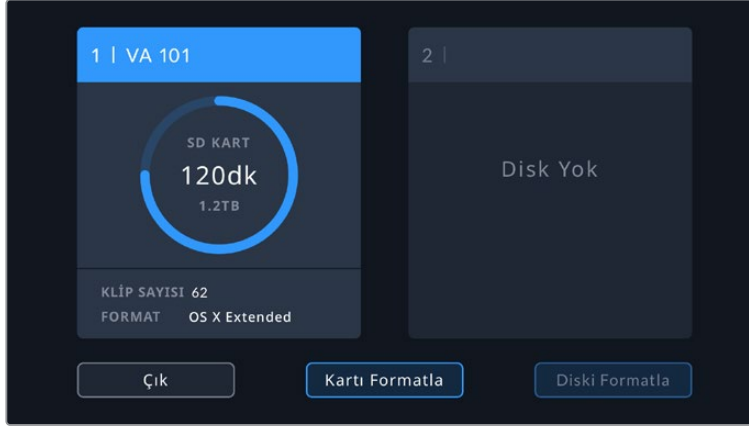 1 | VA 101
SD KART
120dk
1.2TB
KLİP SAYISI 62
FORMAT OS X Extended
2 |
Disk Yok
Çık
Kartı Formatla
Diski Formatla